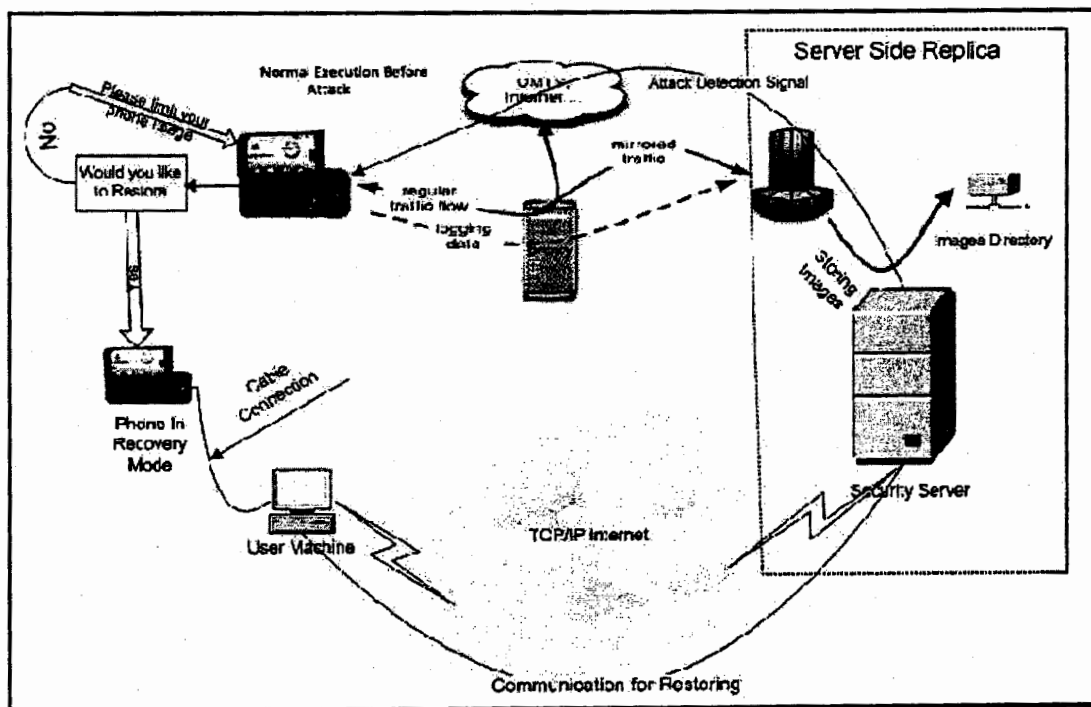 Server Side Replica
Normal Execution Before
Attack
Attack Detection Signal
Please limit your
phone usage
No
Would you like
to Restore
mirrored
traffic
regular
traffic flow
logging
data
Images Directory
Storing
Images
Cable
Connection
Phone In
Recovery
Mode
Security Server
User Machine
TCP/IP Internet
Communication for Restoring